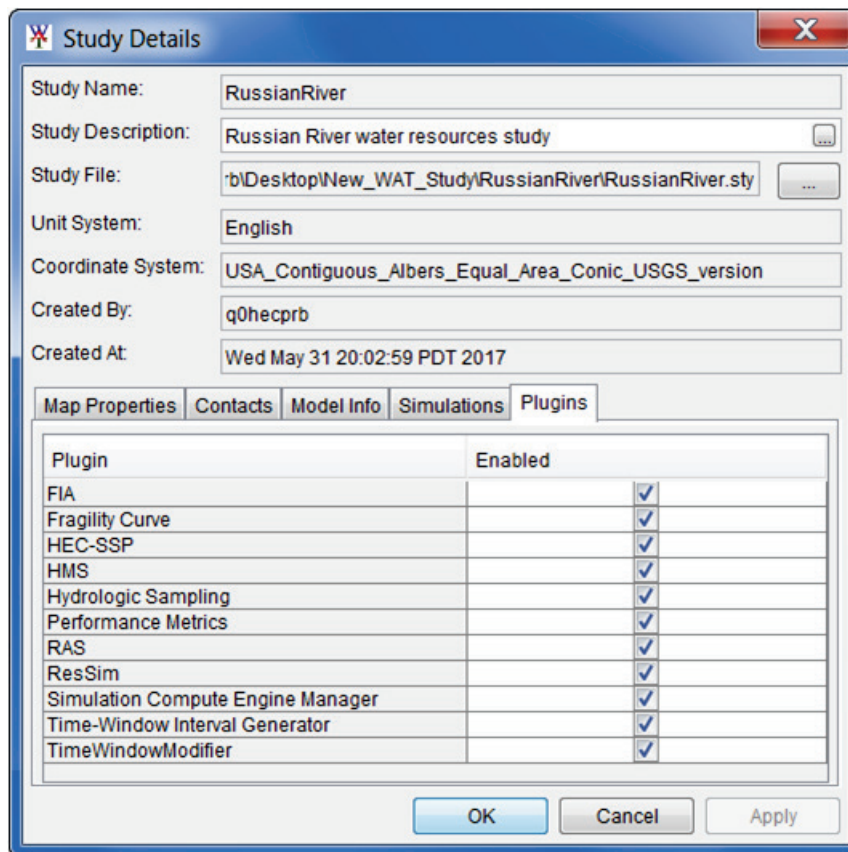 Study Details
Study Name: RussianRiver
Study Description: Russian River water resources study ...
Study File: rb\Desktop\New_WAT_Study\RussianRiver\RussianRiver.sty ...
Unit System: English
Coordinate System: USA_Contiguous_Albers_Equal_Area_Conic_USGS_version
Created By: q0hecprb
Created At: Wed May 31 20:02:59 PDT 2017
Map Properties Contacts Model Info Simulations Plugins
Plugin Enabled
FIA
Fragility Curve
HEC-SSP
HMS
Hydrologic Sampling
Performance Metrics
RAS
ResSim
Simulation Compute Engine Manager
Time-Window Interval Generator
TimeWindowModifier
OK Cancel Apply